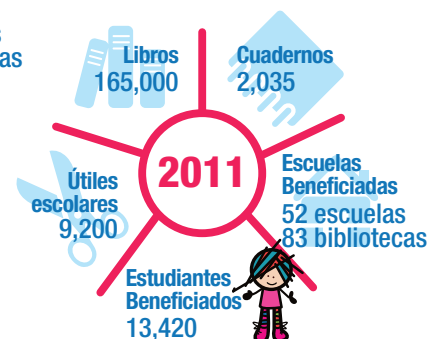 as
Libros
165,000
Cuadernos
2,035
2011
Útiles
escolares
9,200
Escuelas
Beneficiadas
52 escuelas
83 bibliotecas
Estudiantes
Beneficiados
13,420